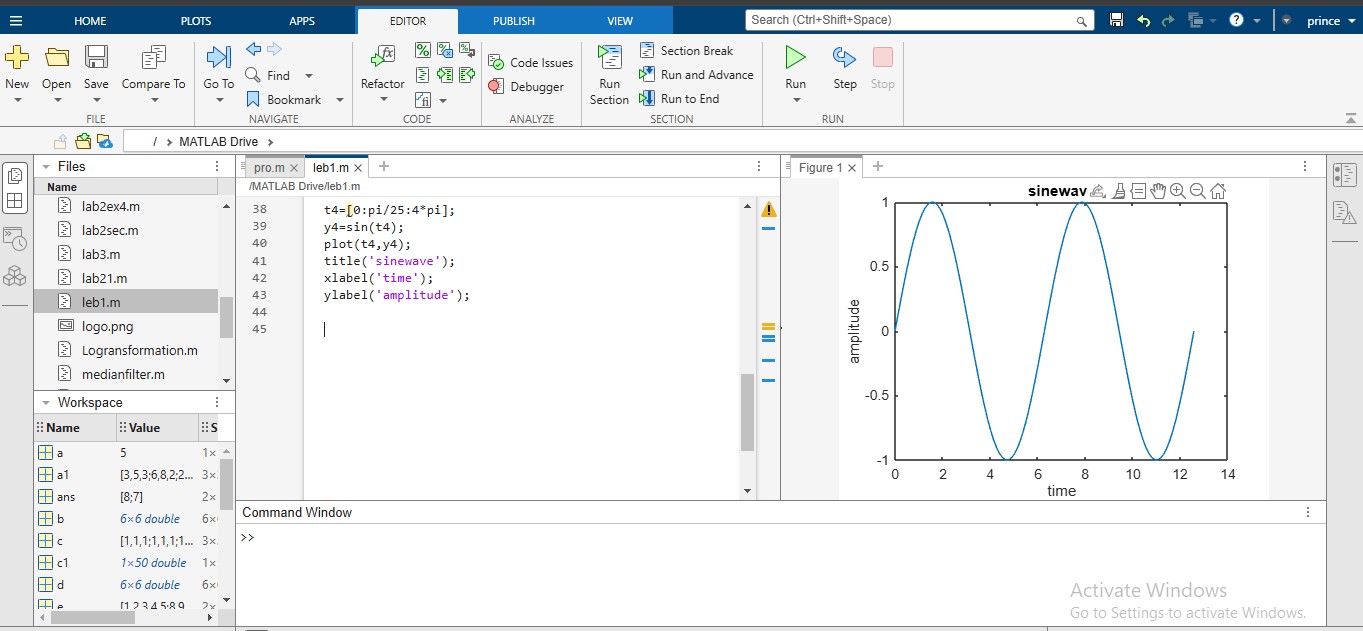 HOME PLOTS APPS EDITOR PUBLISH VIEW Search (Ctrl+Shift+Space) prince
New Open Save Compare To Go To Find Bookmark Refactor Code Issues Debugger Run Section Section Break Run and Advance Run to End Run Step Stop
FILE NAVIGATE CODE ANALYZE SECTION RUN
/ > MATLAB Drive >
Files
Name
lab2ex4.m
lab2sec.m
lab3.m
lab21.m
leb1.m
logo.png
Logransformation.m
medianfilter.m
Workspace
Name Value S
a 5 1×
a1 [3,5,3;6,8,2;2... 3×
ans [8;7] 2×
b 6×6 double 6×
c [1,1,1;1,1,1;1... 3×
c1 1×50 double 1×
d 6×6 double 6×
e [1,2,3,4,5;8,9, 2×
pro.m leb1.m
/MATLAB Drive/leb1.m
38 t4=[0:pi/25:4*pi];
39 y4=sin(t4);
40 plot(t4,y4);
41 title('sinewave');
42 xlabel('time');
43 ylabel('amplitude');
44
45
Figure 1
sinewav
1
0.5
0
-0.5
-1
amplitude
0 2 4 6 8 10 12 14
time
Command Window
>>
Activate Windows
Go to Settings to activate Windows.